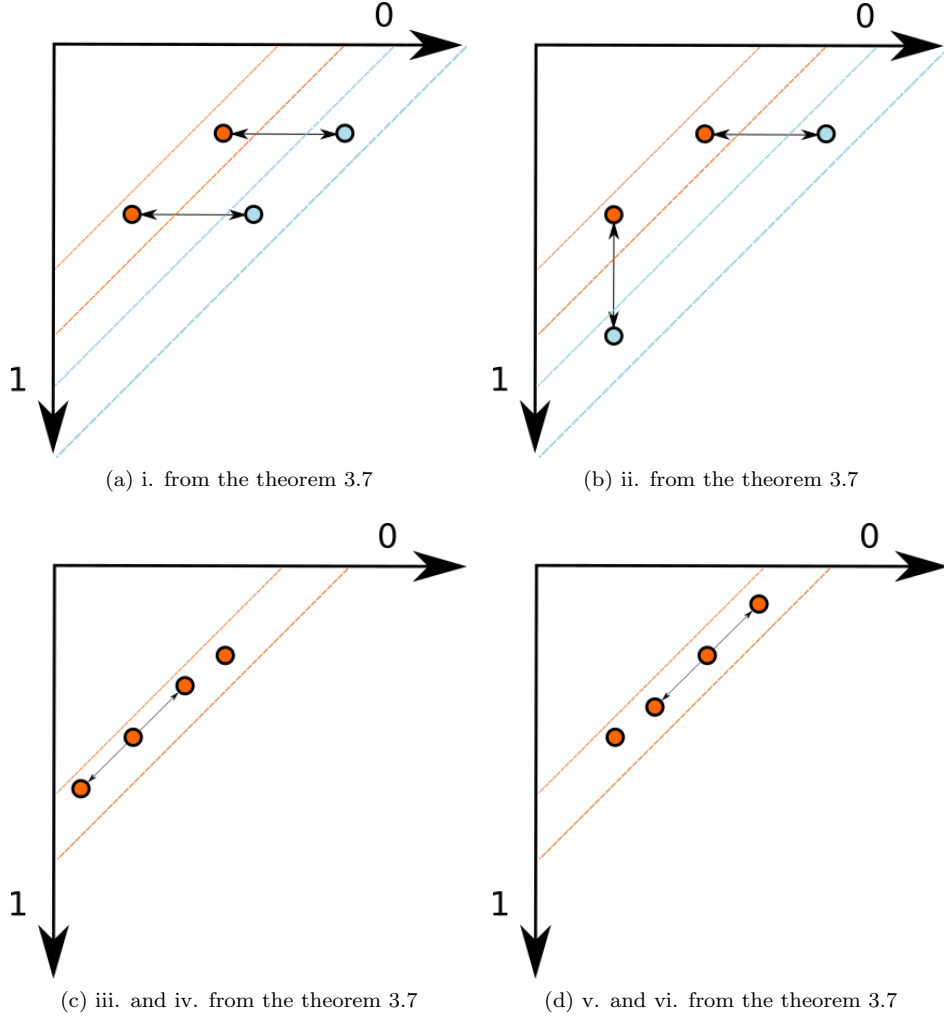 0
0
1
1
(a) i. from the theorem 3.7
(b) ii. from the theorem 3.7
0
0
1
1
(c) iii. and iv. from the theorem 3.7
(d) v. and vi. from the theorem 3.7